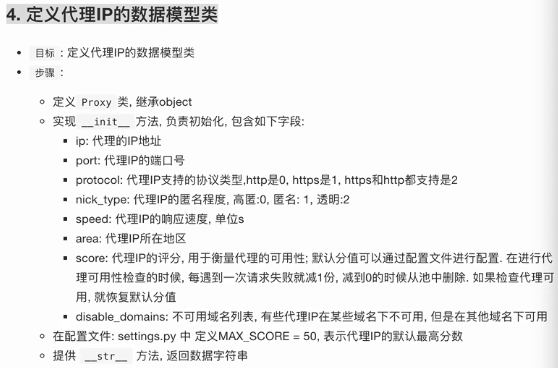 4. 定义代理IP的数据模型类
目标 : 定义代理IP的数据模型类
步骤 :
定义 Proxy 类, 继承object
实现 __init__ 方法, 负责初始化, 包含如下字段:
ip: 代理的IP地址
port: 代理IP的端口号
protocol: 代理IP支持的协议类型,http是0, https是1, https和http都支持是2
nick_type: 代理IP的匿名程度, 高匿:0, 匿名: 1, 透明:2
speed: 代理IP的响应速度, 单位s
area: 代理IP所在地区
score: 代理IP的评分, 用于衡量代理的可用性; 默认分值可以通过配置文件进行配置. 在进行代
理可用性检查的时候, 每遇到一次请求失败就减1份, 减到0的时候从池中删除. 如果检查代理可
用, 就恢复默认分值
disable_domains: 不可用域名列表, 有些代理IP在某些域名下不可用, 但是在其他域名下可用
在配置文件: settings.py 中 定义MAX_SCORE = 50, 表示代理IP的默认最高分数
提供 __str__ 方法, 返回数据字符串